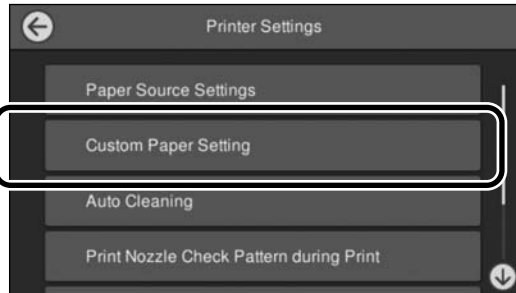 Printer Settings
Paper Source Settings
Custom Paper Setting
Auto Cleaning
Print Nozzle Check Pattern during Print